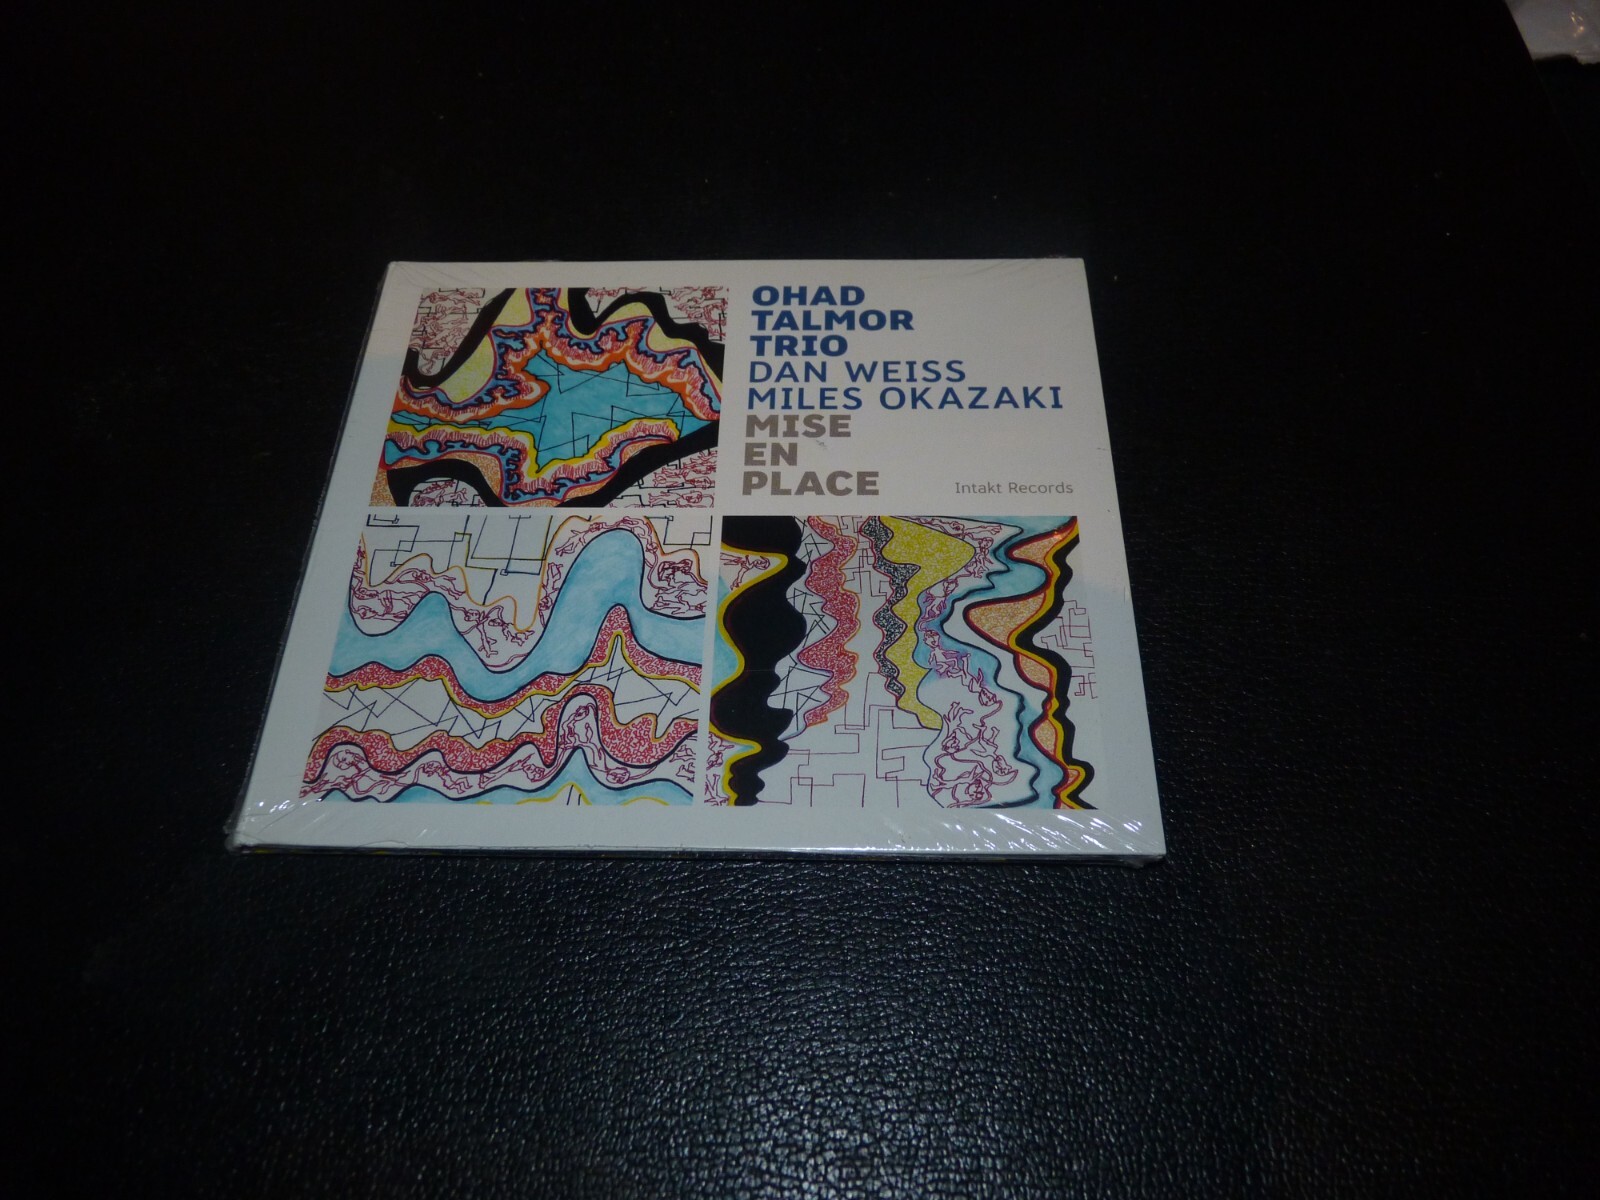 OHAD
TALMOR
TRIO
DAN WEISS
MILES OKAZAKI
MISE
EN
PLACE
Intakt Records